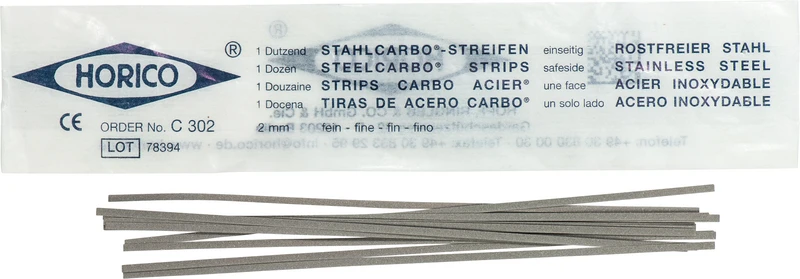 HORICO ®
1 Dutzend STAHLCARBO®-STREIFEN einseitig ROSTFREIER STAHL
1 Dozen STEELCARBO® STRIPS safeside STAINLESS STEEL
1 Douzaine STRIPS CARBO ACIER® une face ACIER INOXYDABLE
1 Docena TIRAS DE ACERO CARBO® un solo lado ACERO INOXYDABLE
CE ORDER No. C 302 2 mm fein - fine - fin - fino
LOT 78394